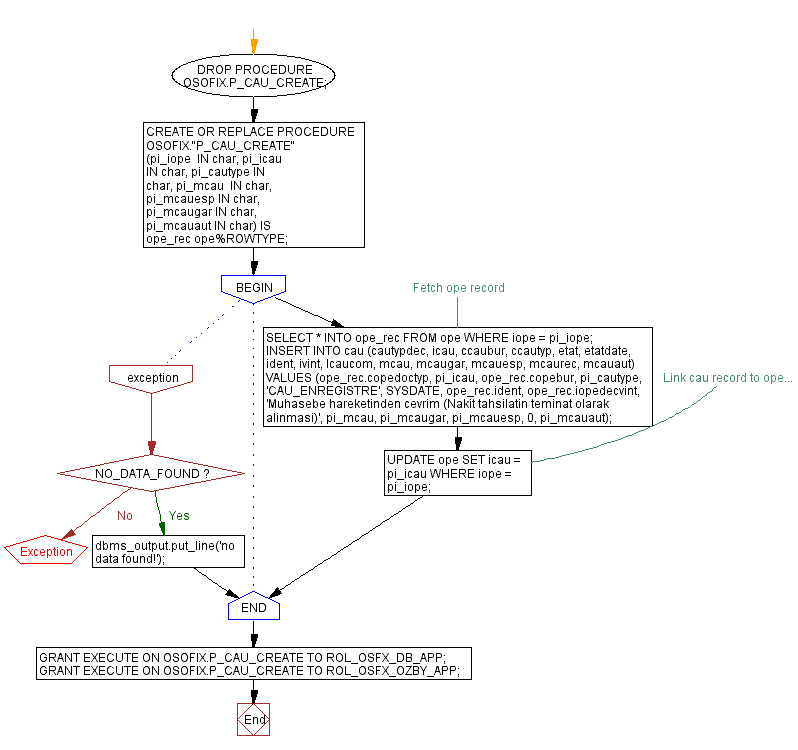 DROP PROCEDURE
OSOFIX.P_CAU_CREATE;
CREATE OR REPLACE PROCEDURE
OSOFIX."P_CAU_CREATE"
(pi_iope  IN char, pi_icau
IN char, pi_cautype IN
char, pi_mcau  IN char,
pi_mcauesp IN char,
pi_mcaugar IN char,
pi_mcauaut IN char) IS
ope_rec ope%ROWTYPE;
BEGIN
Fetch ope record
SELECT * INTO ope_rec FROM ope WHERE iope = pi_iope;
INSERT INTO cau (cautypdec, icau, ccaubur, ccautyp, etat, etatdate,
ident, ivint, lcaucom, mcau, mcaugar, mcauesp, mcaurec, mcauaut)
VALUES (ope_rec.copedoctyp, pi_icau, ope_rec.copebur, pi_cautype,
'CAU_ENREGISTRE', SYSDATE, ope_rec.ident, ope_rec.iopedecvint,
'Muhasebe hareketinden cevrim (Nakit tahsilatin teminat olarak
alinmasi)', pi_mcau, pi_mcaugar, pi_mcauesp, 0, pi_mcauaut);
Link cau record to ope...
exception
UPDATE ope SET icau =
pi_icau WHERE iope =
pi_iope;
NO_DATA_FOUND ?
No
Yes
Exception
dbms_output.put_line('no
data found!');
END
GRANT EXECUTE ON OSOFIX.P_CAU_CREATE TO ROL_OSFX_DB_APP;
GRANT EXECUTE ON OSOFIX.P_CAU_CREATE TO ROL_OSFX_OZBY_APP;
End